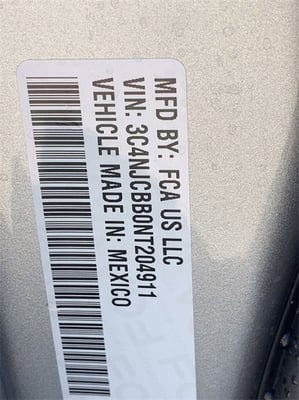 MFD BY: FCA US LLC
VIN: 3C4NJCBB0NT204911
VEHICLE MADE IN: MEXICO